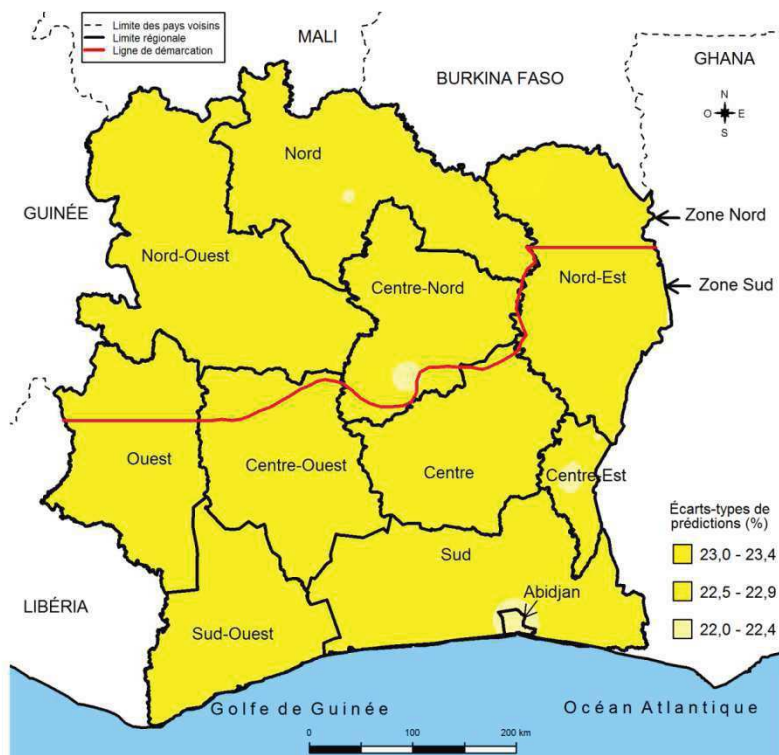 Limite des pays voisins
Limite régionale
Ligne de démarcation
MALI
GHANA
BURKINA FASO
N
O
E
S
Nord
GUINÉE
Zone Nord
Nord-Ouest
Nord-Est
Centre-Nord
Zone Sud
Ouest
Centre-Ouest
Centre
Centre-Est
Écarts-types de
prédictions (%)
23,0 - 23,4
22,5 - 22,9
22,0 - 22,4
Sud
Abidjan
LIBÉRIA
Sud-Ouest
Golfe de Guinée
Océan Atlantique
0
100
200 km